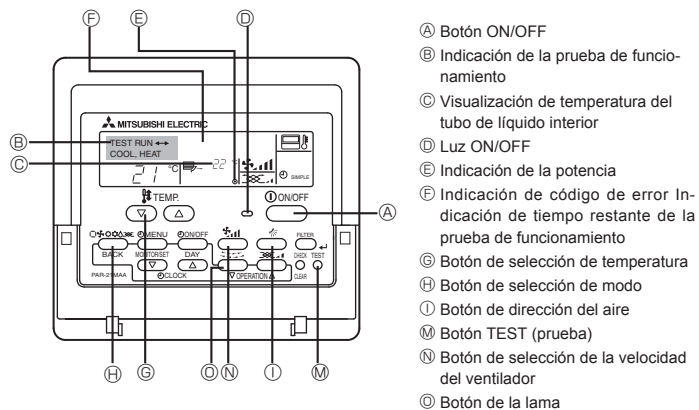 Ⓕ Ⓔ Ⓓ
MITSUBISHI ELECTRIC
Ⓑ TEST RUN
COOL, HEAT
Ⓒ 21 °C 22 °C SIMPLE
TEMP. ON/OFF
Ⓐ
MENU ON/OFF FILTER
BACK MONITOR/SET DAY CHECK TEST
PAR-21MAA CLOCK OPERATION CLEAR
Ⓗ Ⓖ Ⓞ Ⓝ Ⓘ Ⓜ
Ⓐ Botón ON/OFF
Ⓑ Indicación de la prueba de funcio-
namiento
Ⓒ Visualización de temperatura del
tubo de líquido interior
Ⓓ Luz ON/OFF
Ⓔ Indicación de la potencia
Ⓕ Indicación de código de error In-
dicación de tiempo restante de la
prueba de funcionamiento
Ⓖ Botón de selección de temperatura
Ⓗ Botón de selección de modo
Ⓘ Botón de dirección del aire
Ⓜ Botón TEST (prueba)
Ⓝ Botón de selección de la velocidad
del ventilador
Ⓞ Botón de la lama